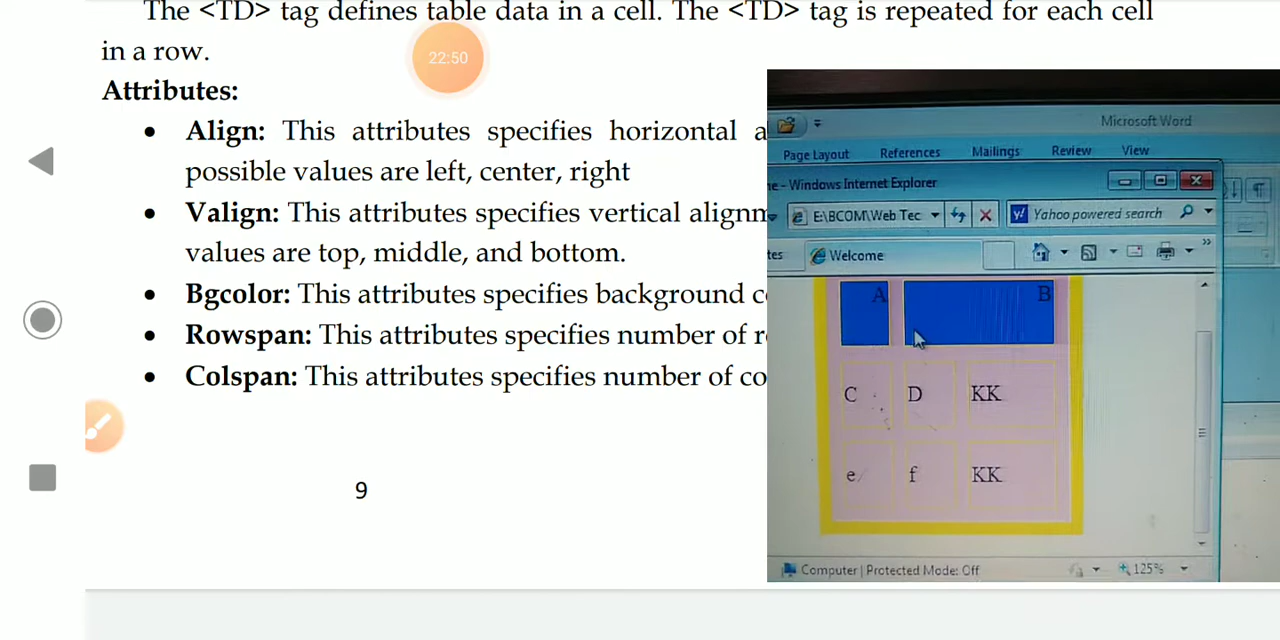 The <TD> tag defines table data in a cell. The <TD> tag is repeated for each cell
in a row.
22:50
Attributes:
• Align: This attributes specifies horizontal a
possible values are left, center, right
• Valign: This attributes specifies vertical alignm
values are top, middle, and bottom.
• Bgcolor: This attributes specifies background c
• Rowspan: This attributes specifies number of r
• Colspan: This attributes specifies number of co
9
Microsoft Word
Page Layout References Mailings Review View
ne - Windows Internet Explorer
E:\BCOM\Web Tec
Yahoo powered search
tes Welcome
A B
C D KK
e f KK
Computer | Protected Mode: Off
125%